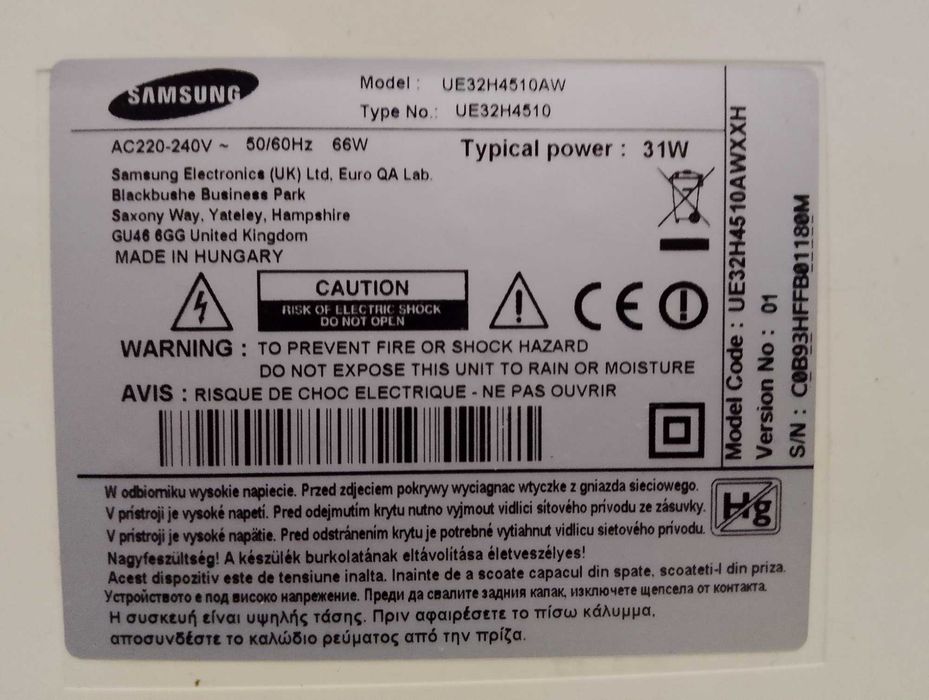 SAMSUNG
Model : UE32H4510AW
Type No.: UE32H4510
AC220-240V ~ 50/60Hz 66W
Typical power : 31W
Samsung Electronics (UK) Ltd, Euro QA Lab.
Blackbushe Business Park
Saxony Way, Yateley, Hampshire
GU46 6GG United Kingdom
MADE IN HUNGARY
CAUTION
RISK OF ELECTRIC SHOCK
DO NOT OPEN
CE
WARNING : TO PREVENT FIRE OR SHOCK HAZARD
DO NOT EXPOSE THIS UNIT TO RAIN OR MOISTURE
AVIS : RISQUE DE CHOC ELECTRIQUE - NE PAS OUVRIR
Model Code : UE32H4510AWXXH
Version No : 01
S/N : C0B93HFFB01180M
W odbiorniku wysokie napiecie. Przed zdjeciem pokrywy wyciagnac wtyczke z gniazda sieciowego.
V prístroji je vysoké napetí. Pred odejmutím krytu nutno vyjmout vidlici sítového prívodu ze zásuvky.
V prístroji je vysoké napätie. Pred odstránením krytu je potrebné vytiahnut vidlicu sietového prívodu.
Hg
Nagyfeszültség! A készülék burkolatának eltávolítása életveszélyes!
Acest dispozitiv este de tensiune inalta. Inainte de a scoate capacul din spate, scoateti-l din priza.
Устройството е под високо напрежение. Преди да свалите задния капак, изключете щепсела от контакта.
Η συσκευή είναι υψηλής τάσης. Πριν αφαιρέσετε το πίσω κάλυμμα,
αποσυνδέστε το καλώδιο ρεύματος από την πρίζα.